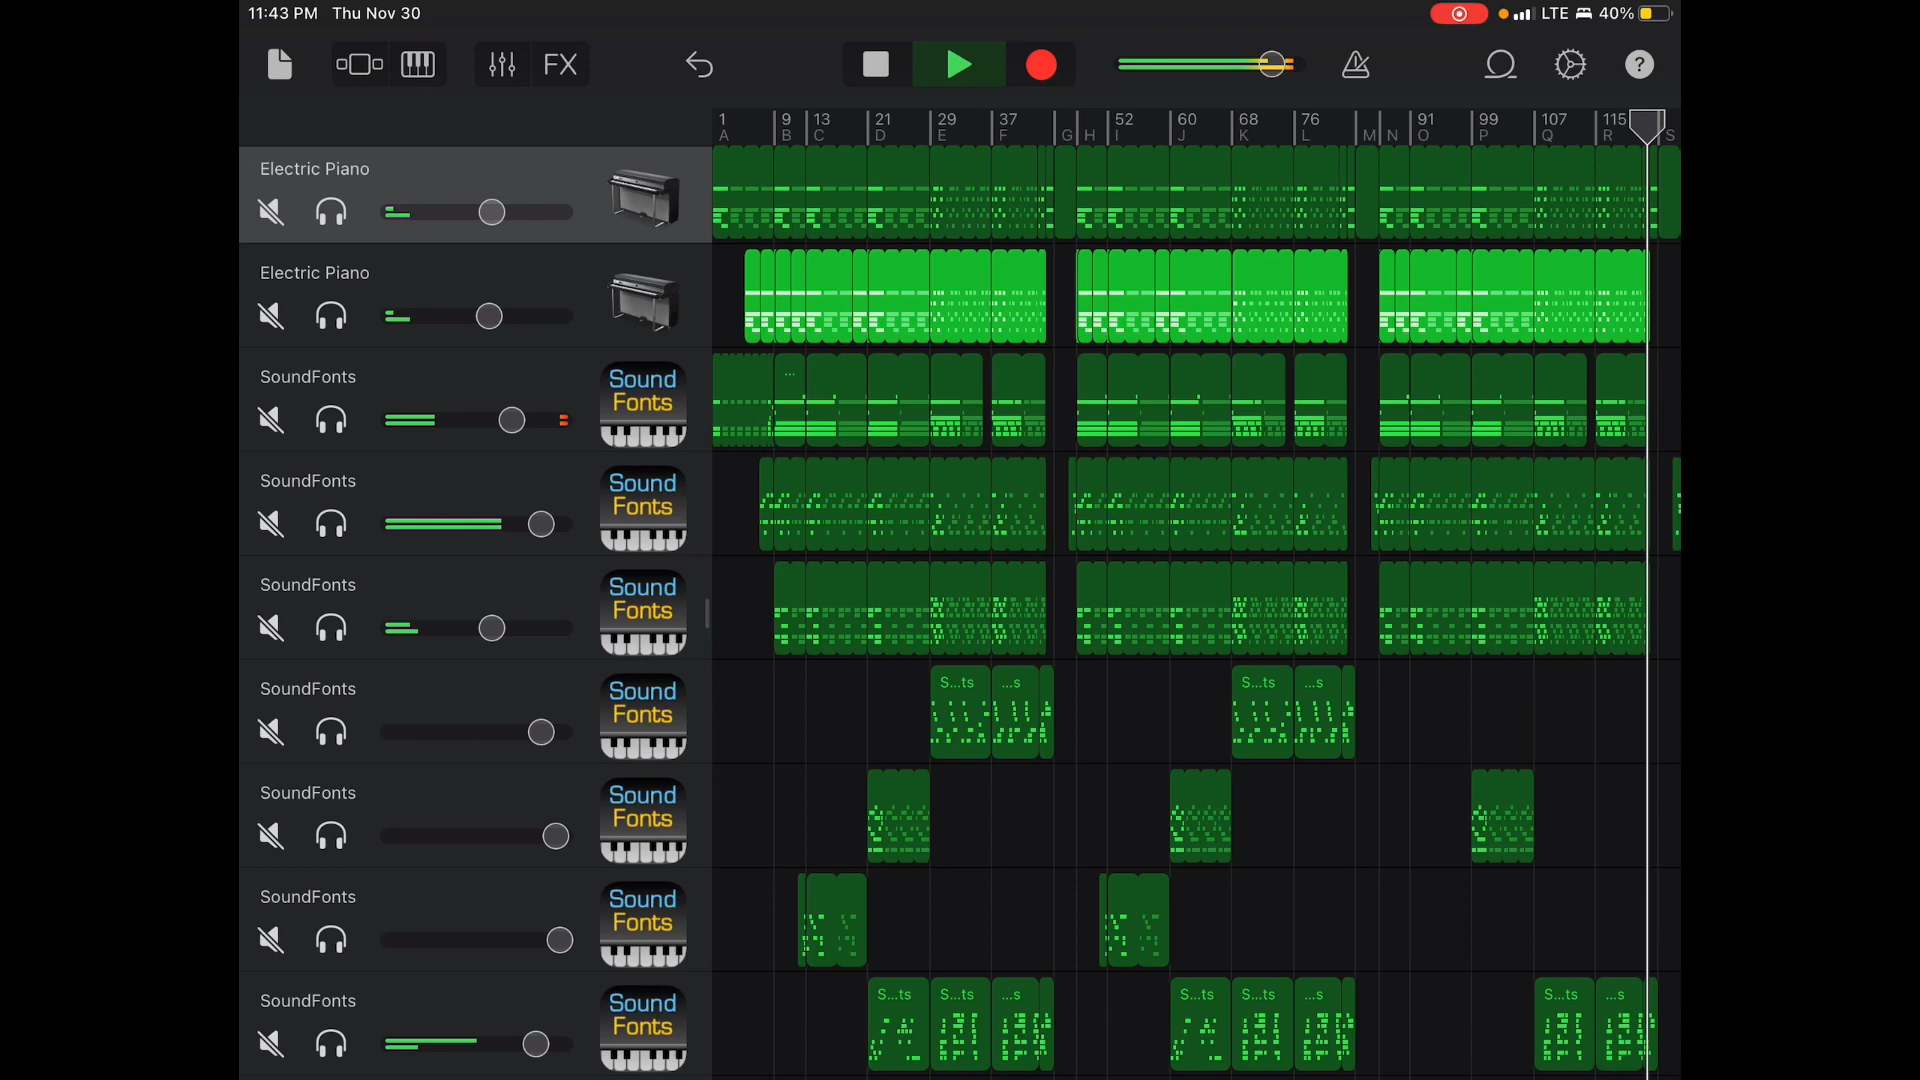 11:43 PM Thu Nov 30
LTE 40%
FX
?
1 9 13 21 29 37 52 60 68 76 91 99 107 115
A B C D E F G H I J K L M N O P Q R S
Electric Piano
Electric Piano
SoundFonts
Sound
Fonts
...
SoundFonts
Sound
Fonts
SoundFonts
Sound
Fonts
SoundFonts
Sound
Fonts
S...ts ...s S...ts ...s
SoundFonts
Sound
Fonts
SoundFonts
Sound
Fonts
SoundFonts
Sound
Fonts
S...ts S...ts ...s S...ts S...ts ...s S...ts ...s